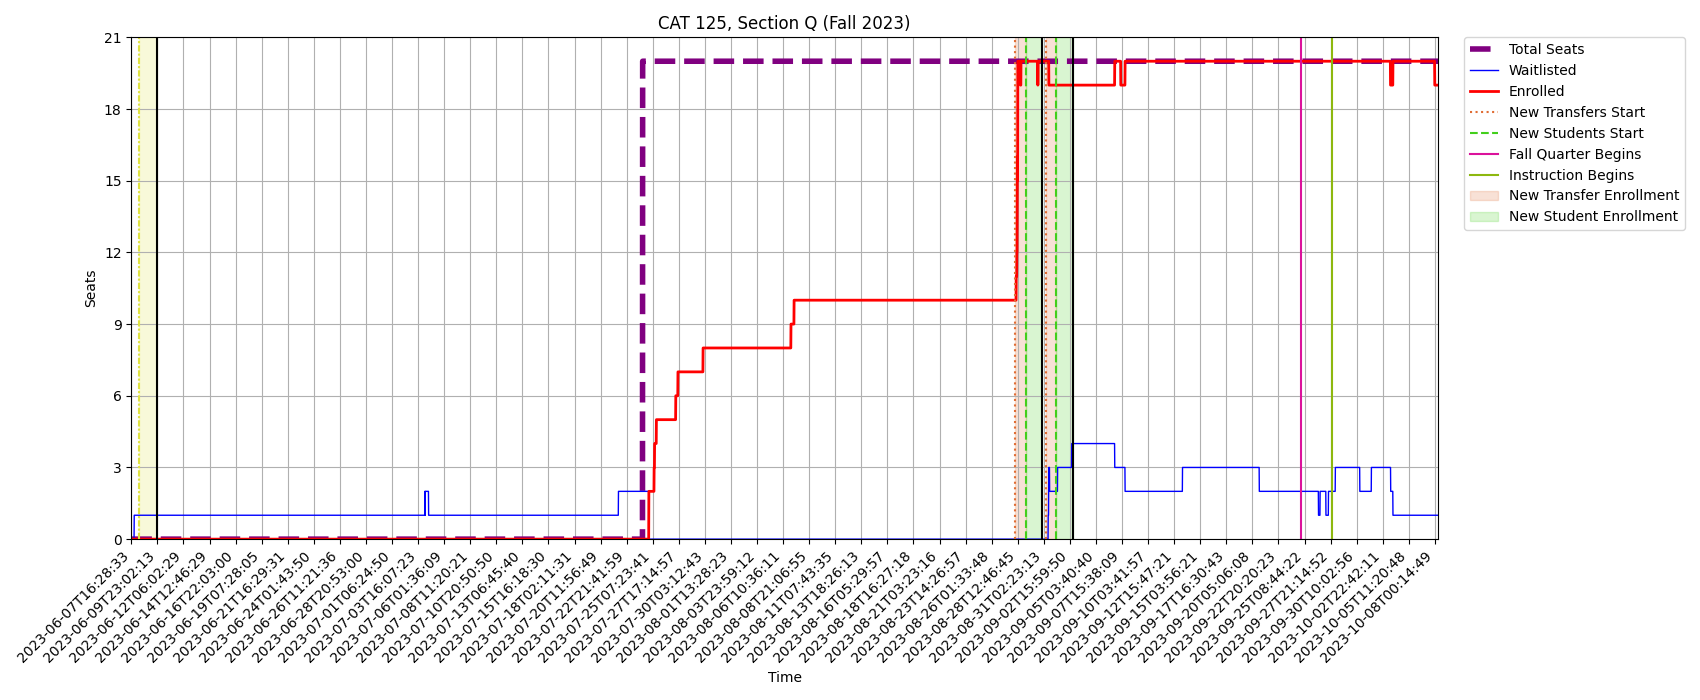 CAT 125, Section Q (Fall 2023)
21
18
15
12
9
6
3
0
Seats
2023-06-07T16:28:33
2023-06-09T23:02:13
2023-06-12T06:02:29
2023-06-14T12:46:29
2023-06-16T22:03:00
2023-06-19T07:28:05
2023-06-21T16:29:31
2023-06-24T01:43:50
2023-06-26T11:21:36
2023-06-28T20:53:00
2023-07-01T06:24:50
2023-07-03T16:07:23
2023-07-06T01:36:09
2023-07-08T11:20:21
2023-07-10T20:50:50
2023-07-13T06:45:40
2023-07-15T16:18:30
2023-07-18T02:11:31
2023-07-20T11:56:49
2023-07-22T21:41:59
2023-07-25T07:23:41
2023-07-27T17:14:57
2023-07-30T03:12:43
2023-08-01T13:28:23
2023-08-03T23:59:12
2023-08-06T10:36:11
2023-08-08T21:06:55
2023-08-11T07:43:35
2023-08-13T18:26:13
2023-08-16T05:29:57
2023-08-18T16:27:18
2023-08-21T03:23:16
2023-08-23T14:26:57
2023-08-26T01:33:48
2023-08-28T12:46:45
2023-08-31T02:23:13
2023-09-02T15:59:50
2023-09-05T03:40:40
2023-09-07T15:38:09
2023-09-10T03:41:57
2023-09-12T15:47:21
2023-09-15T03:56:21
2023-09-17T16:30:43
2023-09-20T05:06:08
2023-09-22T20:20:23
2023-09-25T08:44:22
2023-09-27T21:14:52
2023-09-30T10:02:56
2023-10-02T22:42:11
2023-10-05T11:20:48
2023-10-08T00:14:49
Time
Total Seats
Waitlisted
Enrolled
New Transfers Start
New Students Start
Fall Quarter Begins
Instruction Begins
New Transfer Enrollment
New Student Enrollment